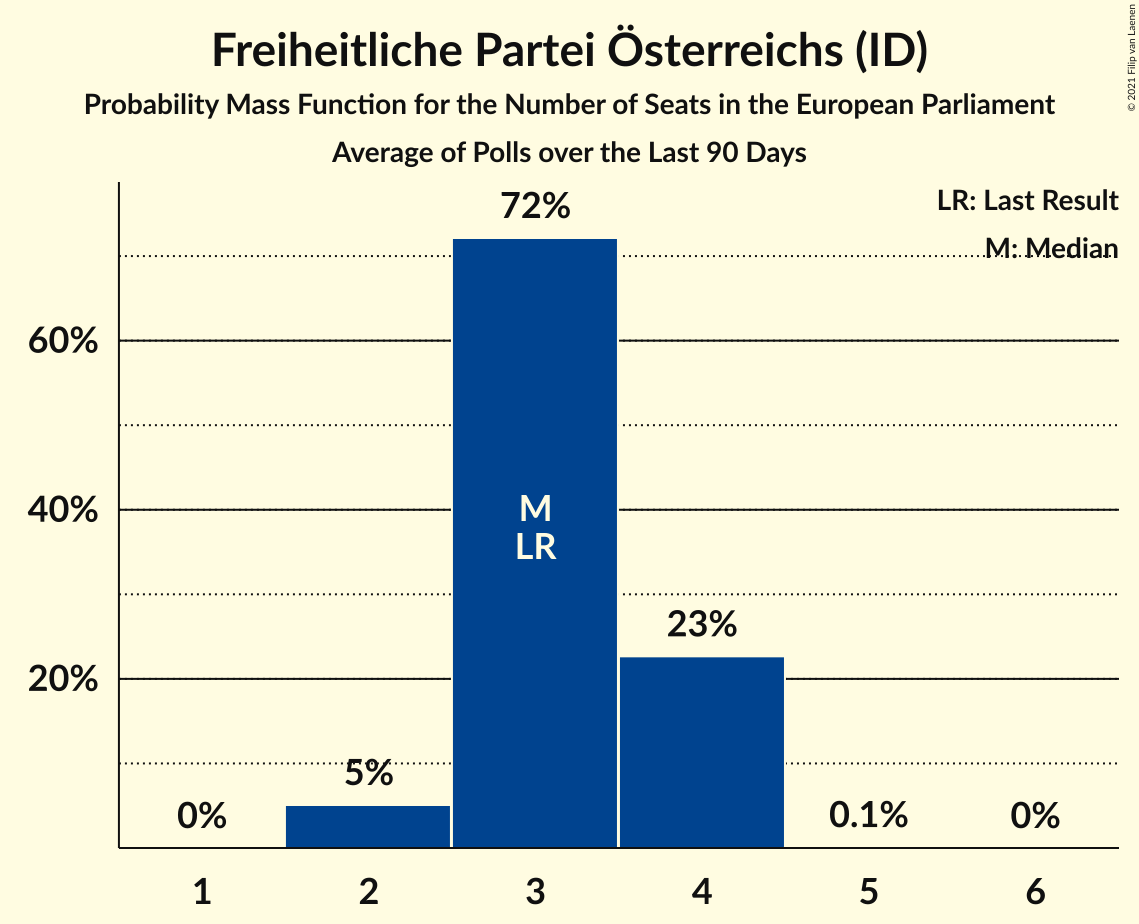 Freiheitliche Partei Österreichs (ID)
Probability Mass Function for the Number of Seats in the European Parliament
Average of Polls over the Last 90 Days
© 2021 Filip van Laenen
LR: Last Result
M: Median
72%
60%
40%
20%
M
LR
23%
5%
0%
0.1%
0%
1 2 3 4 5 6